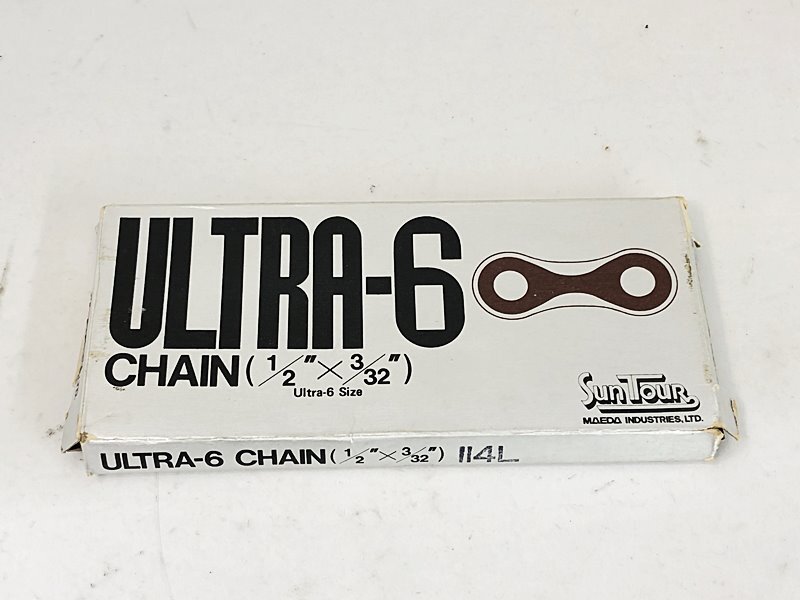 ULTRA-6
CHAIN (1/2" × 3/32")
Ultra-6 Size
SunTour
MAEDA INDUSTRIES, LTD.
ULTRA-6 CHAIN (1/2" × 3/32") 114L